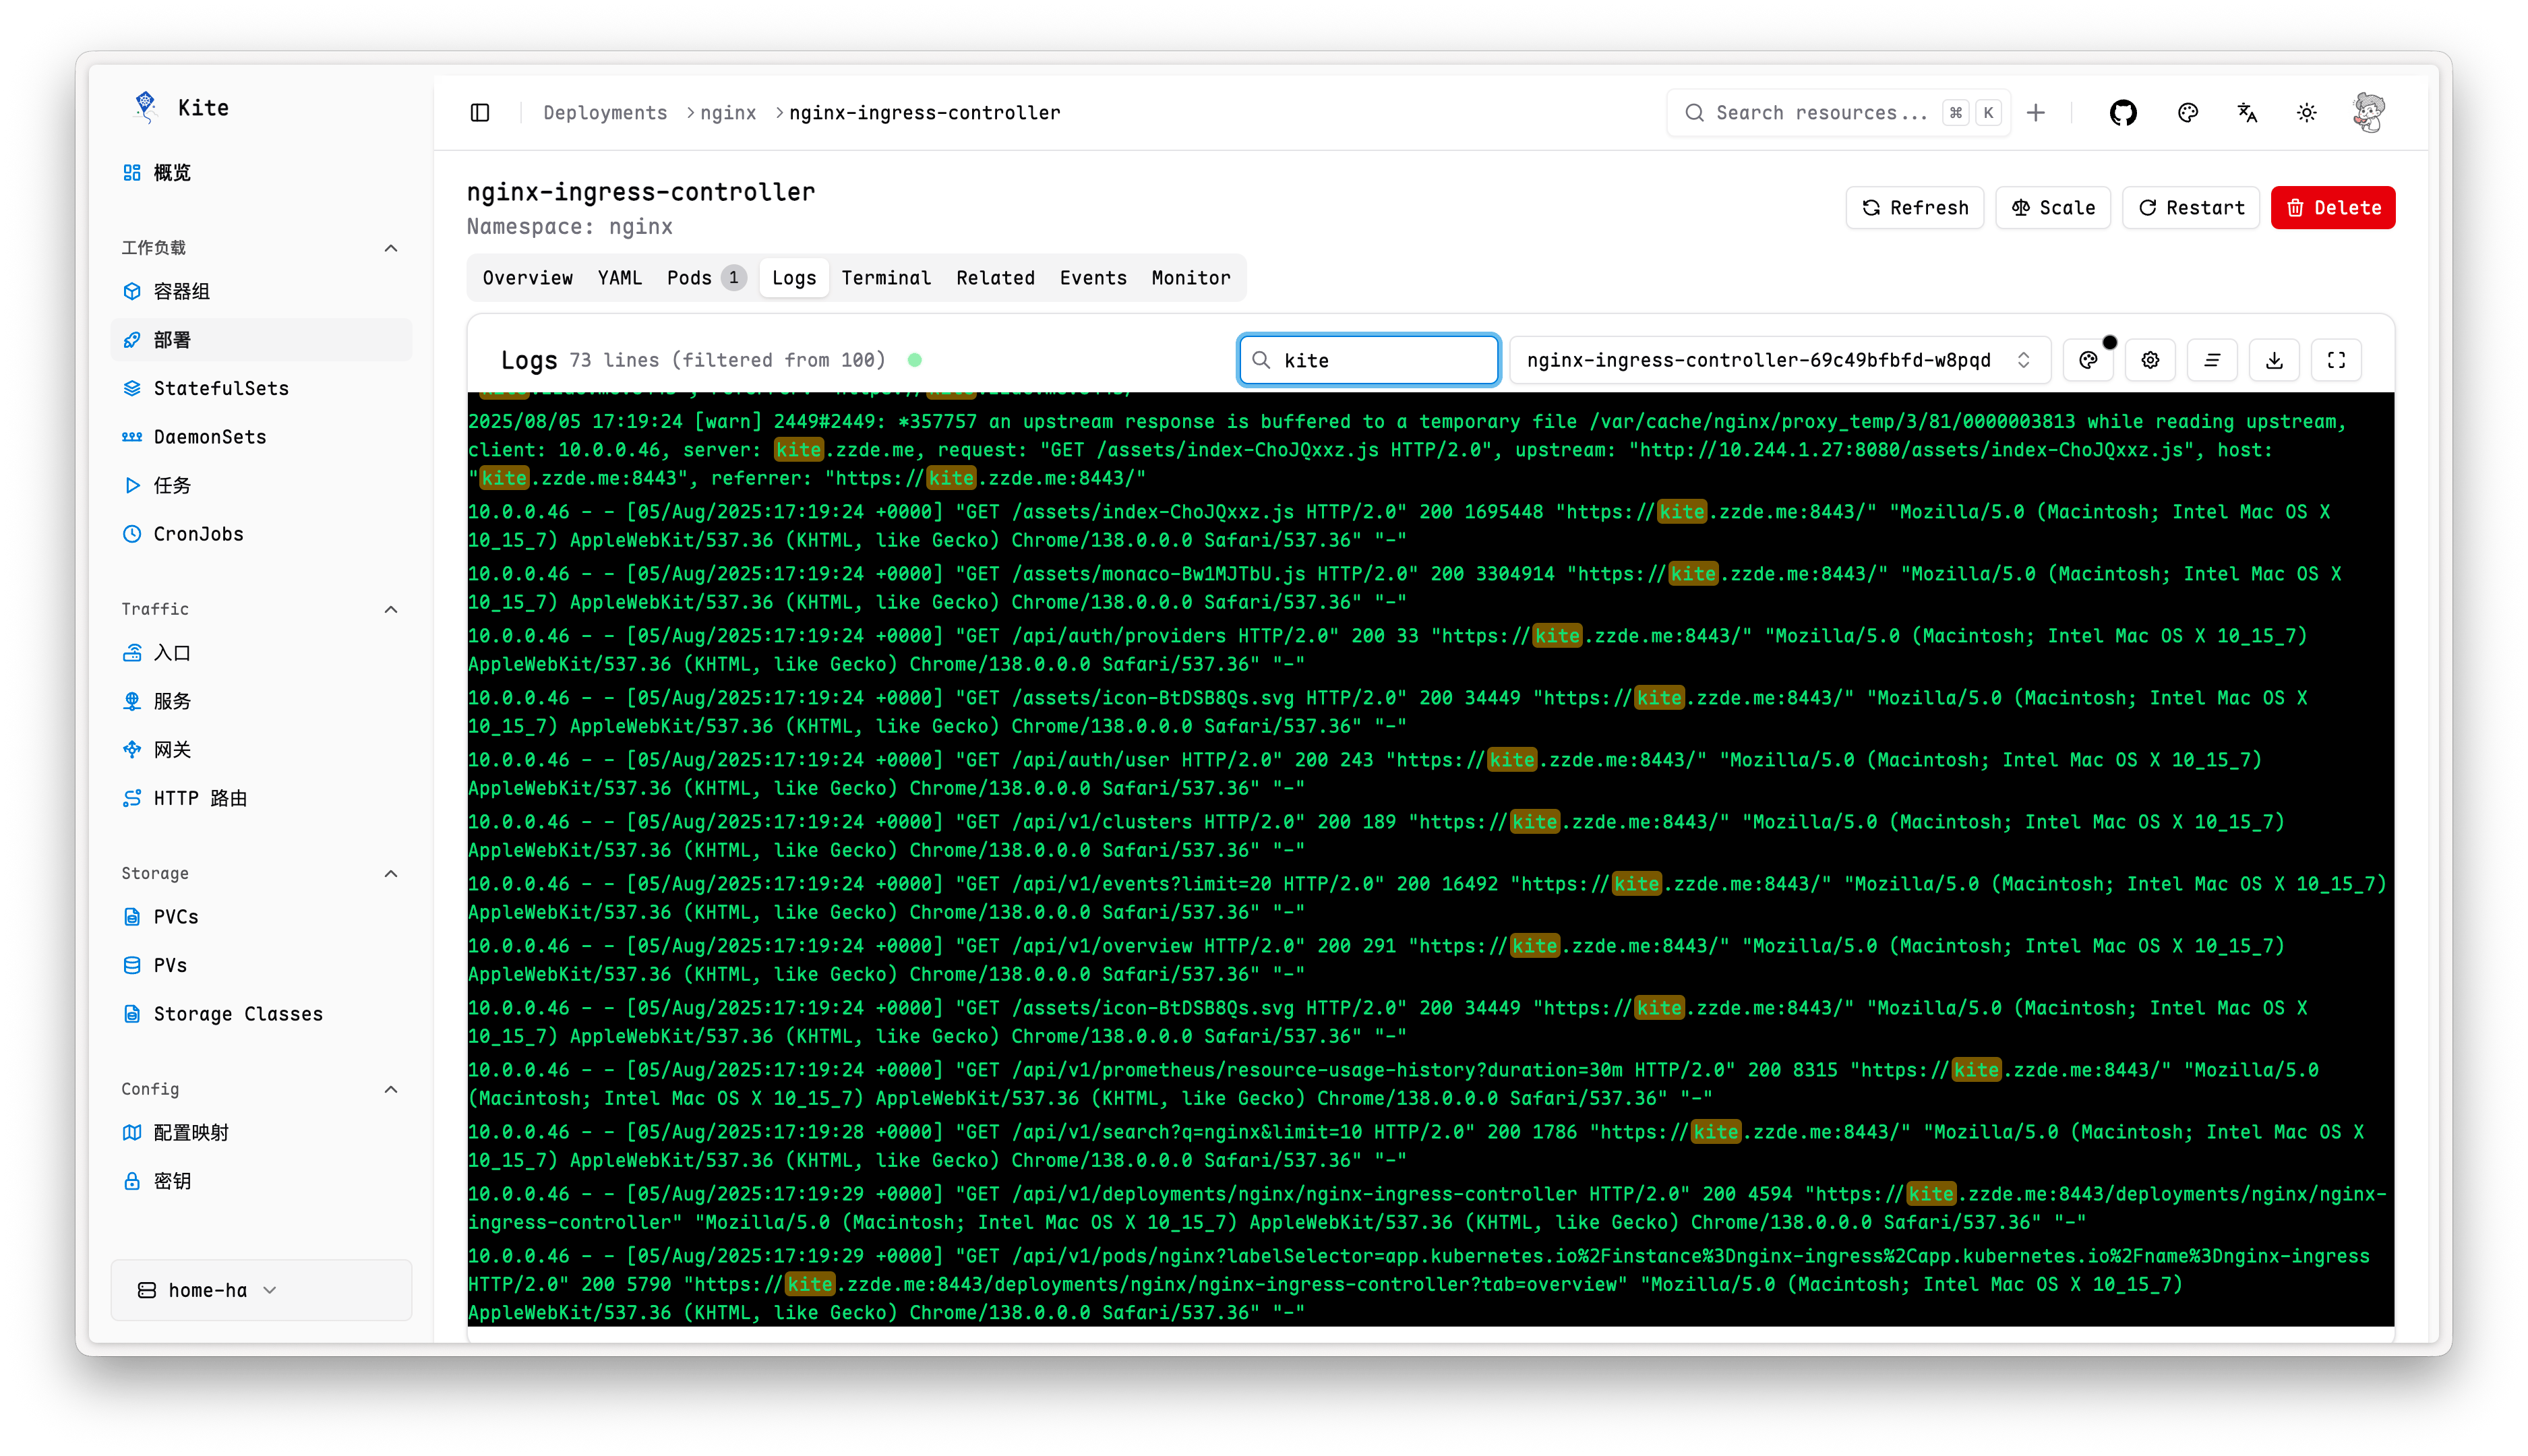 Kite
概览
工作负载
容器组
部署
StatefulSets
DaemonSets
任务
CronJobs
Traffic
入口
服务
网关
HTTP 路由
Storage
PVCs
PVs
Storage Classes
Config
配置映射
密钥
home-ha
Deployments > nginx > nginx-ingress-controller
Search resources... ⌘ K
nginx-ingress-controller
Namespace: nginx
Refresh Scale Restart Delete
Overview YAML Pods 1 Logs Terminal Related Events Monitor
Logs 73 lines (filtered from 100) kite nginx-ingress-controller-69c49bfbfd-w8pqd
2025/08/05 17:19:24 [warn] 2449#2449: *357757 an upstream response is buffered to a temporary file /var/cache/nginx/proxy_temp/3/81/0000003813 while reading upstream,
client: 10.0.0.46, server: kite.zzde.me, request: "GET /assets/index-ChoJQxxz.js HTTP/2.0", upstream: "http://10.244.1.27:8080/assets/index-ChoJQxxz.js", host:
"kite.zzde.me:8443", referrer: "https://kite.zzde.me:8443/"
10.0.0.46 - - [05/Aug/2025:17:19:24 +0000] "GET /assets/index-ChoJQxxz.js HTTP/2.0" 200 1695448 "https://kite.zzde.me:8443/" "Mozilla/5.0 (Macintosh; Intel Mac OS X
10_15_7) AppleWebKit/537.36 (KHTML, like Gecko) Chrome/138.0.0.0 Safari/537.36" "-"
10.0.0.46 - - [05/Aug/2025:17:19:24 +0000] "GET /assets/monaco-Bw1MJTbU.js HTTP/2.0" 200 3304914 "https://kite.zzde.me:8443/" "Mozilla/5.0 (Macintosh; Intel Mac OS X
10_15_7) AppleWebKit/537.36 (KHTML, like Gecko) Chrome/138.0.0.0 Safari/537.36" "-"
10.0.0.46 - - [05/Aug/2025:17:19:24 +0000] "GET /api/auth/providers HTTP/2.0" 200 33 "https://kite.zzde.me:8443/" "Mozilla/5.0 (Macintosh; Intel Mac OS X 10_15_7)
AppleWebKit/537.36 (KHTML, like Gecko) Chrome/138.0.0.0 Safari/537.36" "-"
10.0.0.46 - - [05/Aug/2025:17:19:24 +0000] "GET /assets/icon-BtDSB8Qs.svg HTTP/2.0" 200 34449 "https://kite.zzde.me:8443/" "Mozilla/5.0 (Macintosh; Intel Mac OS X
10_15_7) AppleWebKit/537.36 (KHTML, like Gecko) Chrome/138.0.0.0 Safari/537.36" "-"
10.0.0.46 - - [05/Aug/2025:17:19:24 +0000] "GET /api/auth/user HTTP/2.0" 200 243 "https://kite.zzde.me:8443/" "Mozilla/5.0 (Macintosh; Intel Mac OS X 10_15_7)
AppleWebKit/537.36 (KHTML, like Gecko) Chrome/138.0.0.0 Safari/537.36" "-"
10.0.0.46 - - [05/Aug/2025:17:19:24 +0000] "GET /api/v1/clusters HTTP/2.0" 200 189 "https://kite.zzde.me:8443/" "Mozilla/5.0 (Macintosh; Intel Mac OS X 10_15_7)
AppleWebKit/537.36 (KHTML, like Gecko) Chrome/138.0.0.0 Safari/537.36" "-"
10.0.0.46 - - [05/Aug/2025:17:19:24 +0000] "GET /api/v1/events?limit=20 HTTP/2.0" 200 16492 "https://kite.zzde.me:8443/" "Mozilla/5.0 (Macintosh; Intel Mac OS X 10_15_7)
AppleWebKit/537.36 (KHTML, like Gecko) Chrome/138.0.0.0 Safari/537.36" "-"
10.0.0.46 - - [05/Aug/2025:17:19:24 +0000] "GET /api/v1/overview HTTP/2.0" 200 291 "https://kite.zzde.me:8443/" "Mozilla/5.0 (Macintosh; Intel Mac OS X 10_15_7)
AppleWebKit/537.36 (KHTML, like Gecko) Chrome/138.0.0.0 Safari/537.36" "-"
10.0.0.46 - - [05/Aug/2025:17:19:24 +0000] "GET /assets/icon-BtDSB8Qs.svg HTTP/2.0" 200 34449 "https://kite.zzde.me:8443/" "Mozilla/5.0 (Macintosh; Intel Mac OS X
10_15_7) AppleWebKit/537.36 (KHTML, like Gecko) Chrome/138.0.0.0 Safari/537.36" "-"
10.0.0.46 - - [05/Aug/2025:17:19:24 +0000] "GET /api/v1/prometheus/resource-usage-history?duration=30m HTTP/2.0" 200 8315 "https://kite.zzde.me:8443/" "Mozilla/5.0
(Macintosh; Intel Mac OS X 10_15_7) AppleWebKit/537.36 (KHTML, like Gecko) Chrome/138.0.0.0 Safari/537.36" "-"
10.0.0.46 - - [05/Aug/2025:17:19:28 +0000] "GET /api/v1/search?q=nginx&limit=10 HTTP/2.0" 200 1786 "https://kite.zzde.me:8443/" "Mozilla/5.0 (Macintosh; Intel Mac OS X
10_15_7) AppleWebKit/537.36 (KHTML, like Gecko) Chrome/138.0.0.0 Safari/537.36" "-"
10.0.0.46 - - [05/Aug/2025:17:19:29 +0000] "GET /api/v1/deployments/nginx/nginx-ingress-controller HTTP/2.0" 200 4594 "https://kite.zzde.me:8443/deployments/nginx/nginx-
ingress-controller" "Mozilla/5.0 (Macintosh; Intel Mac OS X 10_15_7) AppleWebKit/537.36 (KHTML, like Gecko) Chrome/138.0.0.0 Safari/537.36" "-"
10.0.0.46 - - [05/Aug/2025:17:19:29 +0000] "GET /api/v1/pods/nginx?labelSelector=app.kubernetes.io%2Finstance%3Dnginx-ingress%2Capp.kubernetes.io%2Fname%3Dnginx-ingress
HTTP/2.0" 200 5790 "https://kite.zzde.me:8443/deployments/nginx/nginx-ingress-controller?tab=overview" "Mozilla/5.0 (Macintosh; Intel Mac OS X 10_15_7)
AppleWebKit/537.36 (KHTML, like Gecko) Chrome/138.0.0.0 Safari/537.36" "-"